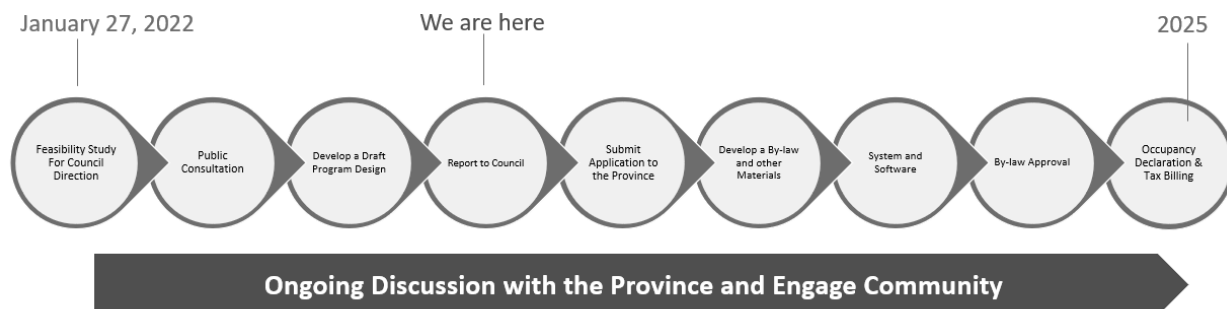 January 27, 2022
We are here
2025
Feasibility Study
For Council
Direction
Public
Consultation
Develop a Draft
Program Design
Report to Council
Submit
Application to
the Province
Develop a By-law
and other
Materials
System and
Software
By-law Approval
Occupancy
Declaration &
Tax Billing
Ongoing Discussion with the Province and Engage Community